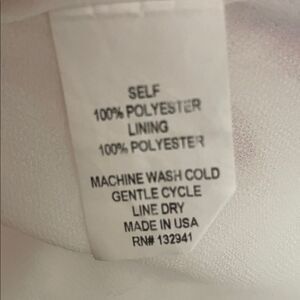 SELF
100% POLYESTER
LINING
100% POLYESTER
MACHINE WASH COLD
GENTLE CYCLE
LINE DRY
MADE IN USA
RN# 132941